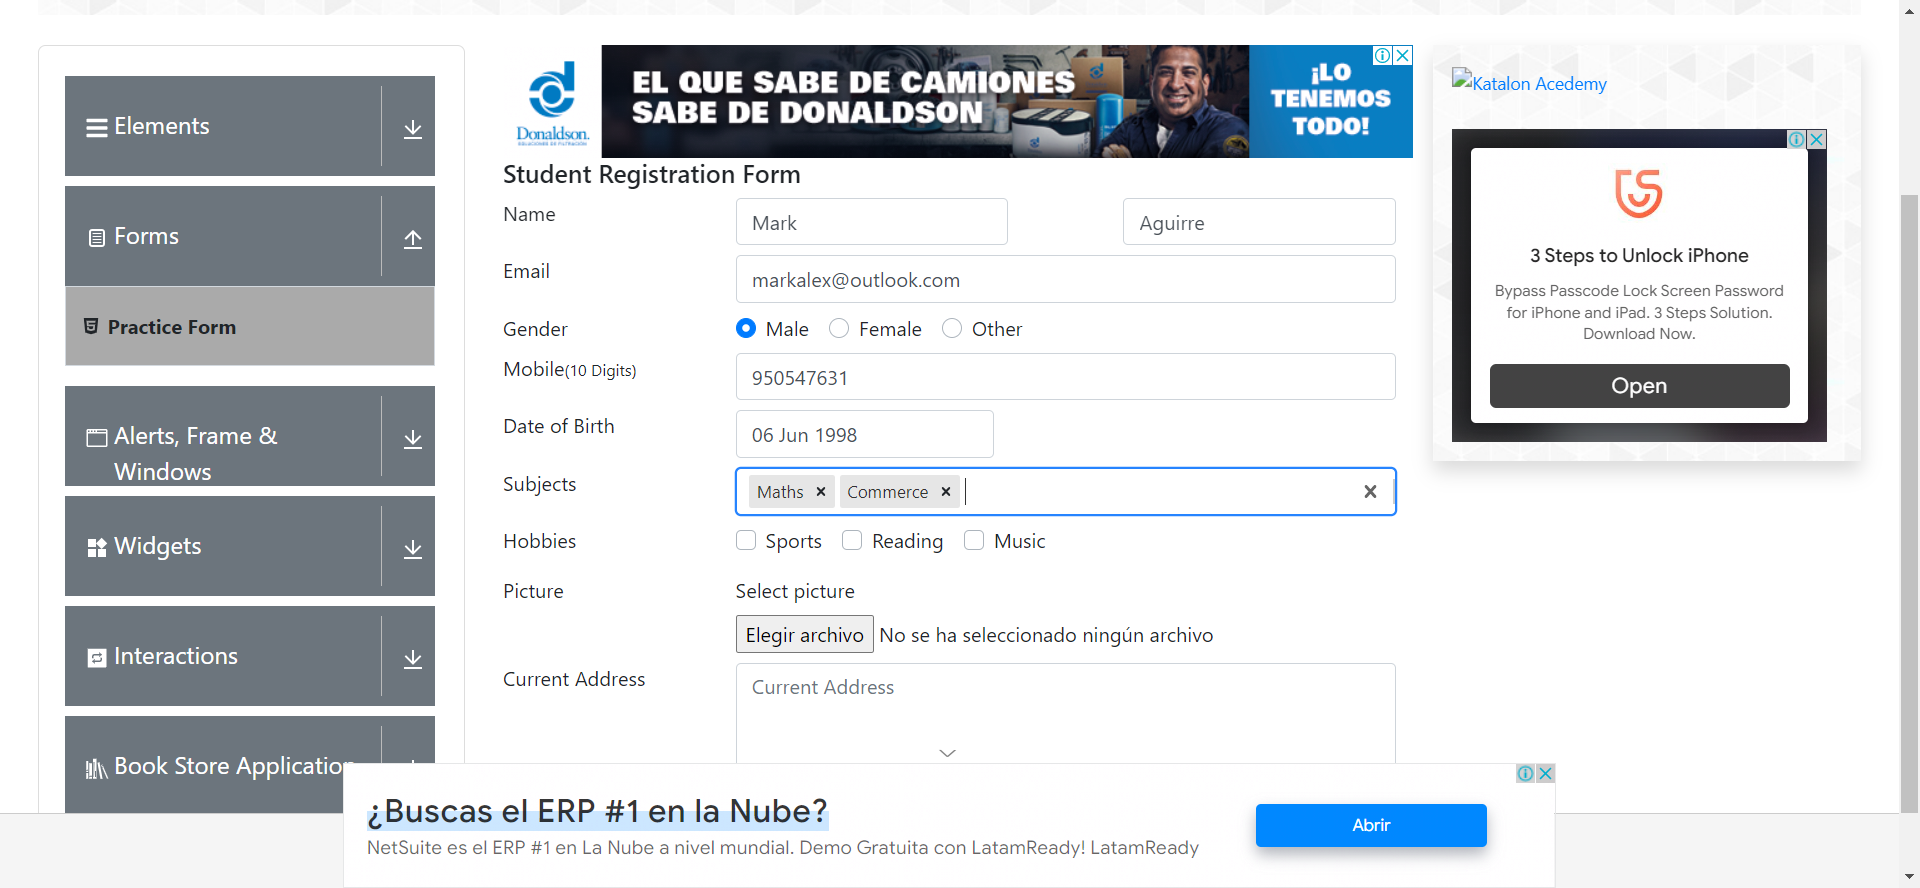 Elements
Forms
Practice Form
Alerts, Frame &
Windows
Widgets
Interactions
Book Store Application
Donaldson.
SOLUCIONES DE FILTRACIÓN
EL QUE SABE DE CAMIONES
SABE DE DONALDSON
¡LO
TENEMOS
TODO!
Student Registration Form
Name
Mark
Aguirre
Email
markalex@outlook.com
Gender
Male
Female
Other
Mobile(10 Digits)
950547631
Date of Birth
06 Jun 1998
Subjects
Maths
Commerce
Hobbies
Sports
Reading
Music
Picture
Select picture
Elegir archivo
No se ha seleccionado ningún archivo
Current Address
Current Address
Katalon Acedemy
3 Steps to Unlock iPhone
Bypass Passcode Lock Screen Password
for iPhone and iPad. 3 Steps Solution.
Download Now.
Open
¿Buscas el ERP #1 en la Nube?
NetSuite es el ERP #1 en La Nube a nivel mundial. Demo Gratuita con LatamReady! LatamReady
Abrir